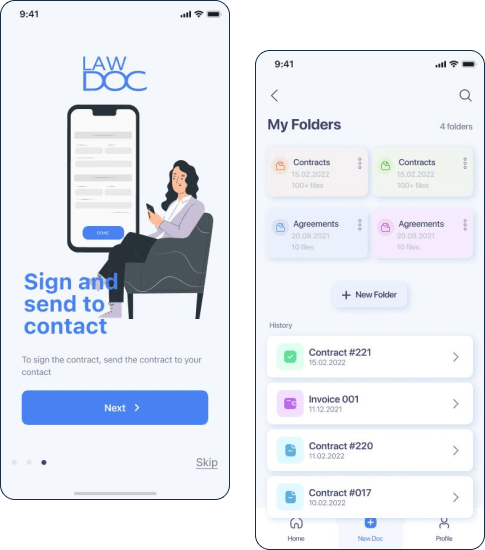 9:41
LAW
DOC
DONE
Sign and
send to
contact
To sign the contract, send the contract to your
contact
Next
Skip
9:41
My Folders
4 folders
Contracts
15.02.2022
100+ files
Contracts
15.02.2022
100+ files
Agreements
20.08.2021
10 files
Agreements
20.08.2021
10 files
+ New Folder
History
Contract #221
15.02.2022
Invoice 001
11.12.2021
Contract #220
11.02.2022
Contract #017
10.02.2022
Home
New Doc
Profile